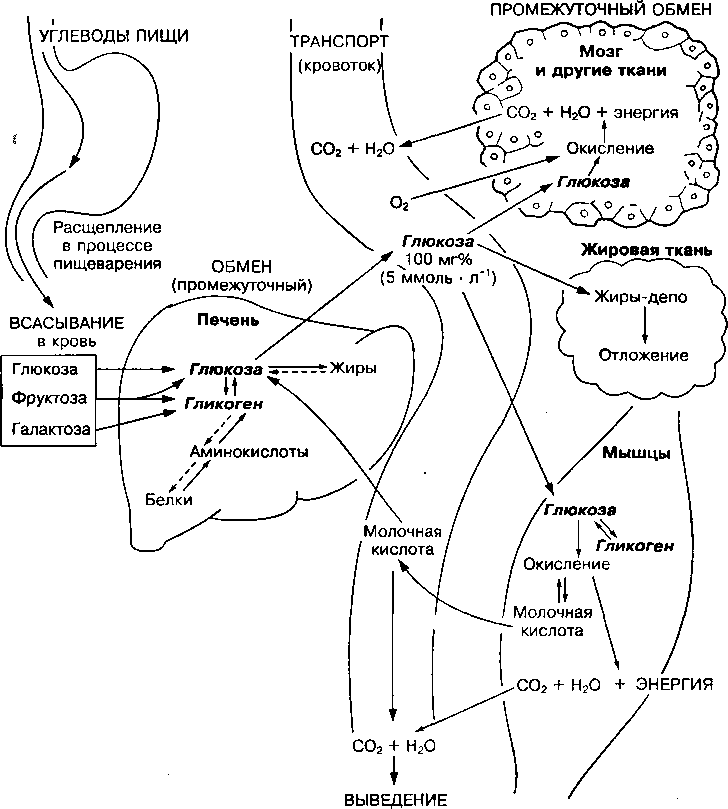 УГЛЕВОДЫ ПИЩИ
Расщепление
в процессе
пищеварения
ВСАСЫВАНИЕ
в кровь
Глюкоза
Фруктоза
Галактоза
ОБМЕН
(промежуточный)
Печень
Глюкоза
Жиры
Гликоген
Аминокислоты
Белки
ТРАНСПОРТ
(кровоток)
CO2 + H2O
O2
Глюкоза
100 мг%
(5 ммоль · л⁻¹)
Молочная
кислота
CO2 + H2O
ВЫВЕДЕНИЕ
ПРОМЕЖУТОЧНЫЙ ОБМЕН
Мозг
и другие ткани
CO2 + H2O + энергия
Окисление
Глюкоза
Жировая ткань
Жиры-депо
Отложение
Мышцы
Глюкоза
Гликоген
Окисление
Молочная
кислота
CO2 + H2O + ЭНЕРГИЯ